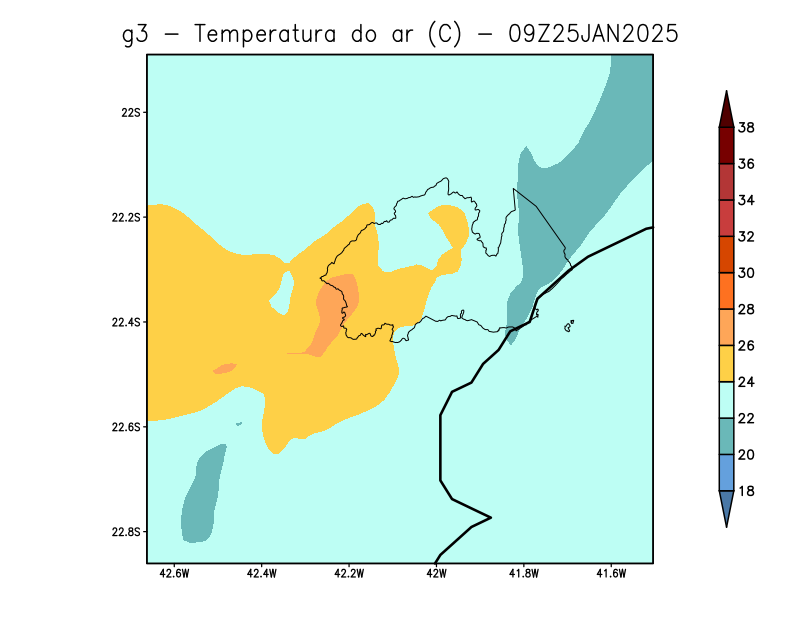 g3 − Temperatura do ar (C) − 09Z25JAN2025
22S
22.2S
22.4S
22.6S
22.8S
42.6W
42.4W
42.2W
42W
41.8W
41.6W
38
36
34
32
30
28
26
24
22
20
18